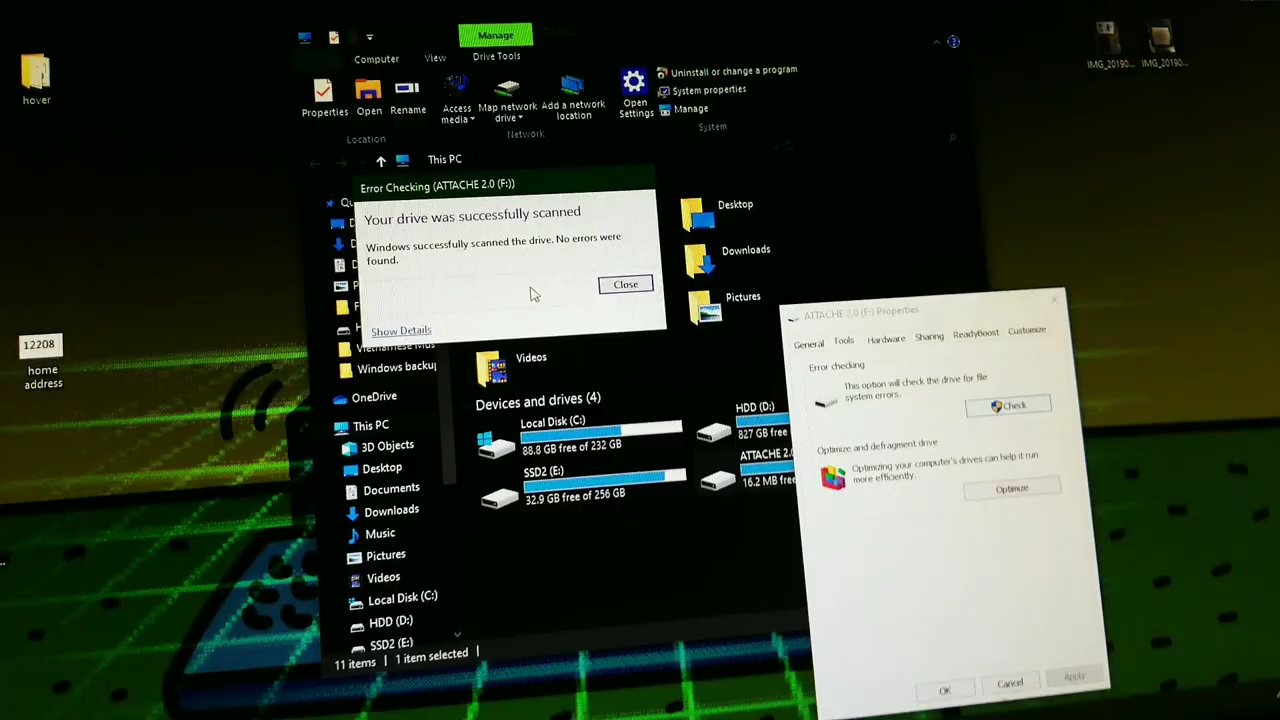 Manage
IMG_20190...
IMG_20190...
Computer
View
Drive Tools
hover
Properties
Open
Rename
Access media
Map network drive
Add a network location
Open Settings
Uninstall or change a program
System properties
Manage
Location
Network
System
This PC
Error Checking (ATTACHE 2.0 (F:))
Your drive was successfully scanned
Windows successfully scanned the drive. No errors were
found.
Close
Show Details
Desktop
Downloads
Pictures
Videos
Windows backup
OneDrive
This PC
3D Objects
Desktop
Documents
Downloads
Music
Pictures
Videos
Local Disk (C:)
HDD (D:)
SSD2 (E:)
11 items
1 item selected
12208
home
address
Devices and drives (4)
Local Disk (C:)
88.8 GB free of 232 GB
HDD (D:)
827 GB free
SSD2 (E:)
32.9 GB free of 256 GB
ATTACHE 2.0
16.2 MB free
ATTACHE 2.0 (F:) Properties
General
Tools
Hardware
Sharing
ReadyBoost
Customize
Error checking
This option will check the drive for file
system errors.
Check
Optimize and defragment drive
Optimizing your computer's drives can help it run
more efficiently.
Optimize
OK
Cancel
Apply